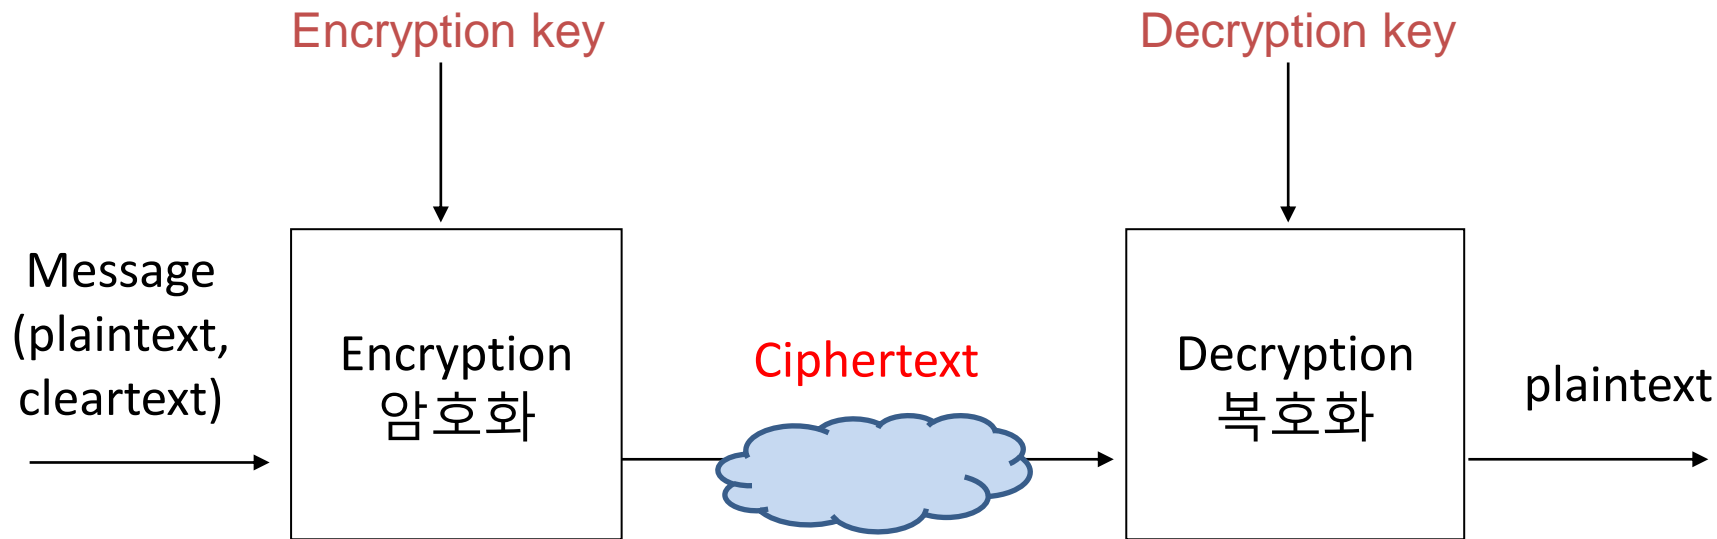 Encryption key
Decryption key
Message
(plaintext,
cleartext)
Encryption
암호화
Ciphertext
Decryption
복호화
plaintext